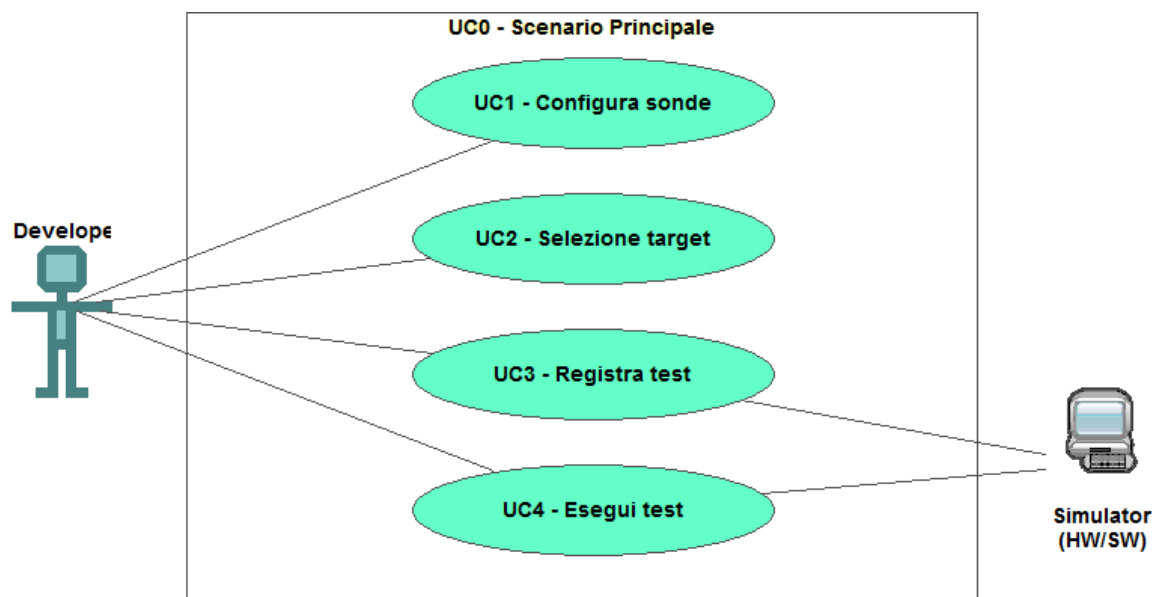 UC0 - Scenario Principale
UC1 - Configura sonde
Develope
UC2 - Selezione target
UC3 - Registra test
UC4 - Esegui test
Simulator
(HW/SW)